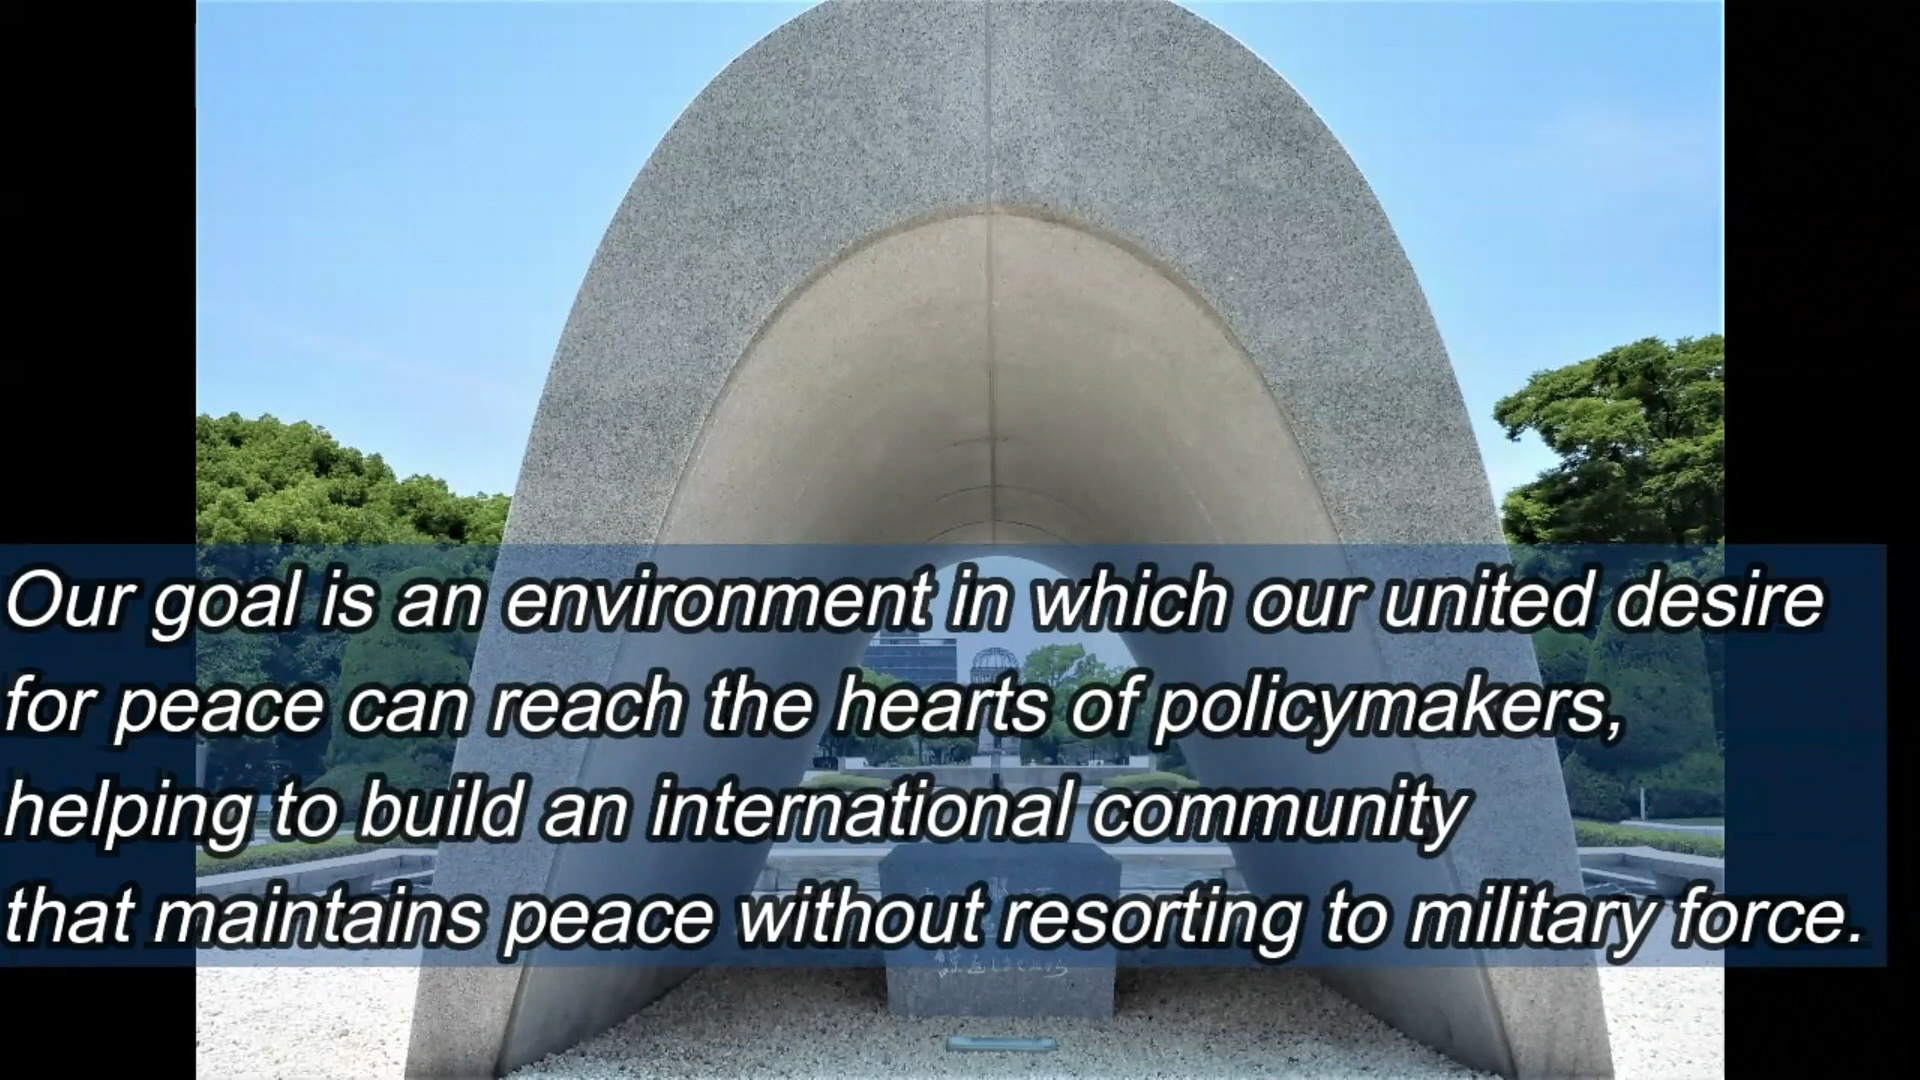 Our goal is an environment in which our united desire
for peace can reach the hearts of policymakers,
helping to build an international community
that maintains peace without resorting to military force.